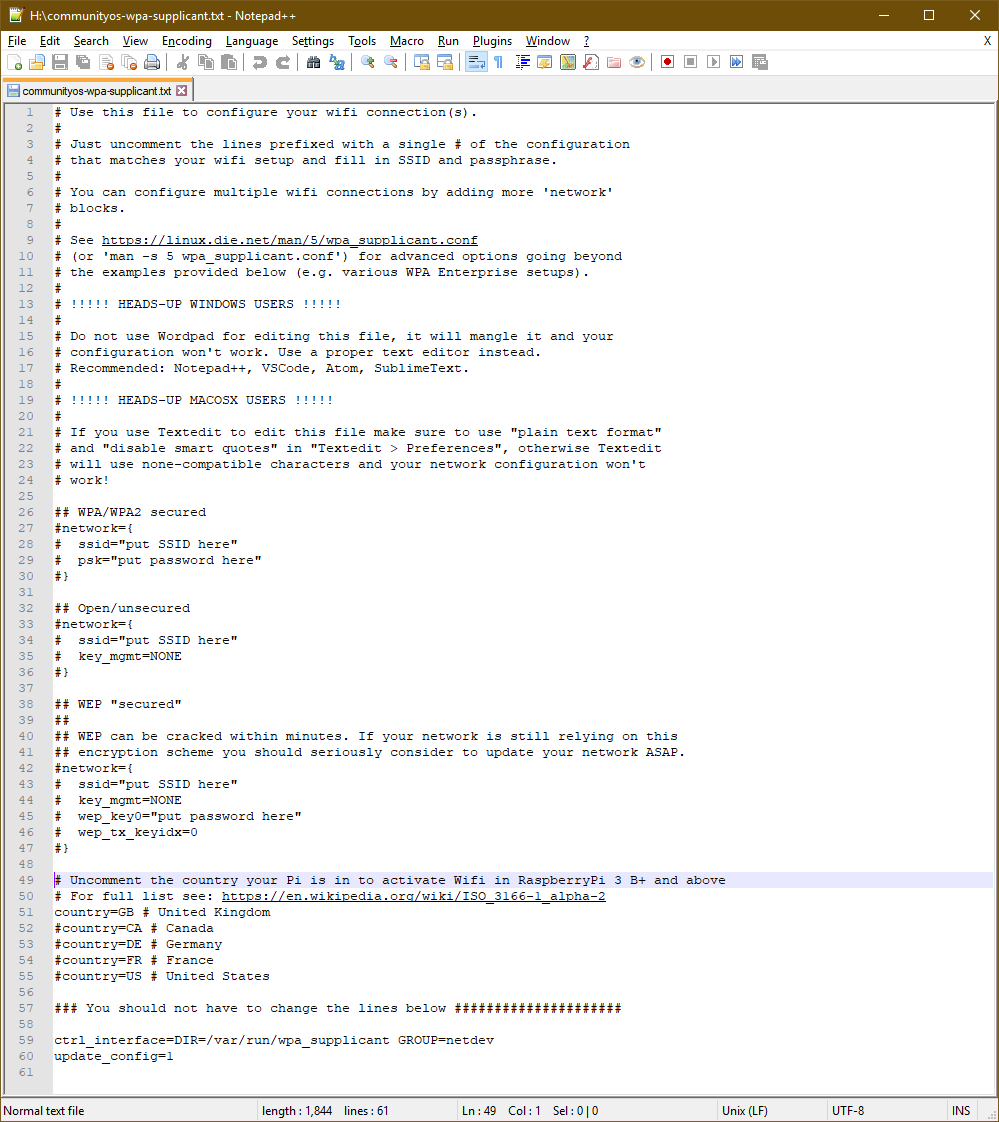 H:\communityos-wpa-supplicant.txt - Notepad++
File Edit Search View Encoding Language Settings Tools Macro Run Plugins Window ? X
communityos-wpa-supplicant.txt
1 # Use this file to configure your wifi connection(s).
2 #
3 # Just uncomment the lines prefixed with a single # of the configuration
4 # that matches your wifi setup and fill in SSID and passphrase.
5 #
6 # You can configure multiple wifi connections by adding more 'network'
7 # blocks.
8 #
9 # See https://linux.die.net/man/5/wpa_supplicant.conf
10 # (or 'man -s 5 wpa_supplicant.conf') for advanced options going beyond
11 # the examples provided below (e.g. various WPA Enterprise setups).
12 #
13 # !!!!! HEADS-UP WINDOWS USERS !!!!!
14 #
15 # Do not use Wordpad for editing this file, it will mangle it and your
16 # configuration won't work. Use a proper text editor instead.
17 # Recommended: Notepad++, VSCode, Atom, SublimeText.
18 #
19 # !!!!! HEADS-UP MACOSX USERS !!!!!
20 #
21 # If you use Textedit to edit this file make sure to use "plain text format"
22 # and "disable smart quotes" in "Textedit > Preferences", otherwise Textedit
23 # will use none-compatible characters and your network configuration won't
24 # work!
25
26 ## WPA/WPA2 secured
27 #network={
28 #  ssid="put SSID here"
29 #  psk="put password here"
30 #}
31
32 ## Open/unsecured
33 #network={
34 #  ssid="put SSID here"
35 #  key_mgmt=NONE
36 #}
37
38 ## WEP "secured"
39 ##
40 ## WEP can be cracked within minutes. If your network is still relying on this
41 ## encryption scheme you should seriously consider to update your network ASAP.
42 #network={
43 #  ssid="put SSID here"
44 #  key_mgmt=NONE
45 #  wep_key0="put password here"
46 #  wep_tx_keyidx=0
47 #}
48
49 # Uncomment the country your Pi is in to activate Wifi in RaspberryPi 3 B+ and above
50 # For full list see: https://en.wikipedia.org/wiki/ISO_3166-1_alpha-2
51 country=GB # United Kingdom
52 #country=CA # Canada
53 #country=DE # Germany
54 #country=FR # France
55 #country=US # United States
56
57 ### You should not have to change the lines below #####################
58
59 ctrl_interface=DIR=/var/run/wpa_supplicant GROUP=netdev
60 update_config=1
61
Normal text file length : 1,844 lines : 61 Ln : 49 Col : 1 Sel : 0 | 0 Unix (LF) UTF-8 INS